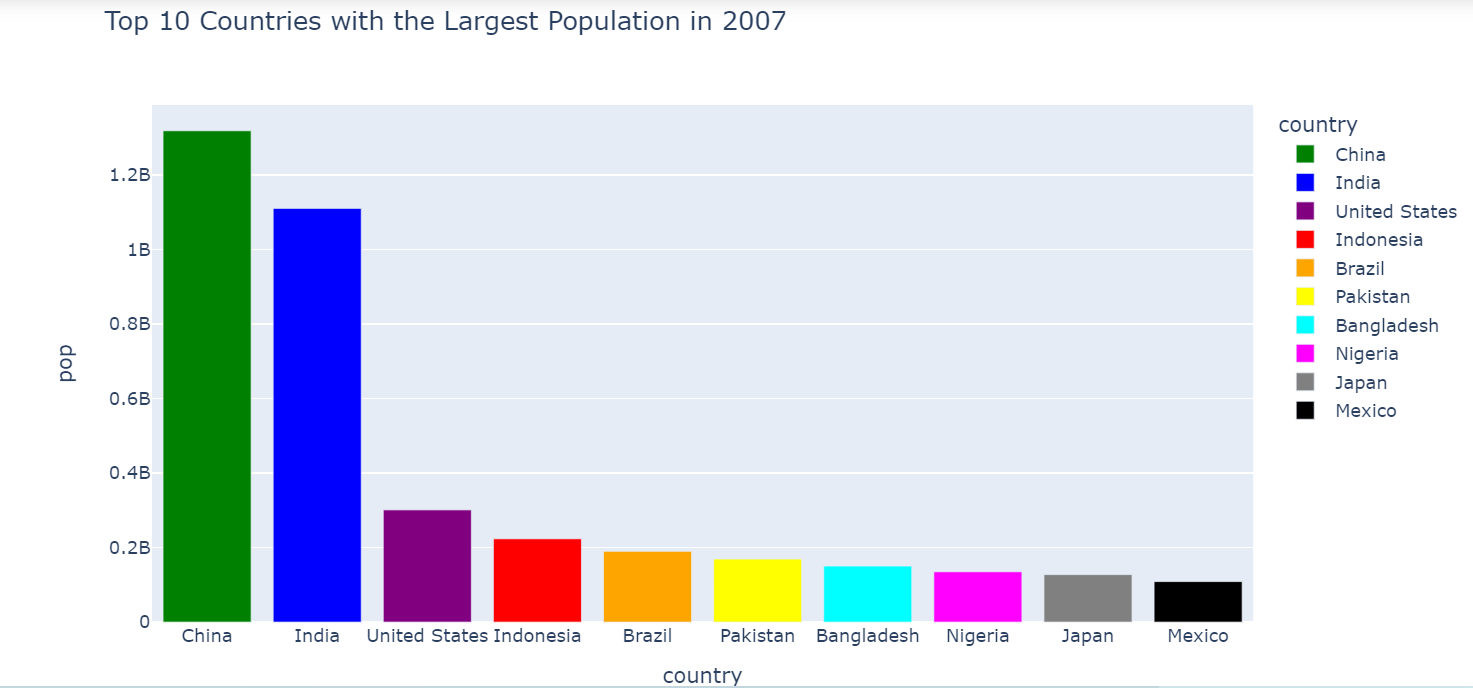 Top 10 Countries with the Largest Population in 2007
1.2B
1B
0.8B
0.6B
0.4B
0.2B
0
pop
China
India
United States
Indonesia
Brazil
Pakistan
Bangladesh
Nigeria
Japan
Mexico
country
country
China
India
United States
Indonesia
Brazil
Pakistan
Bangladesh
Nigeria
Japan
Mexico